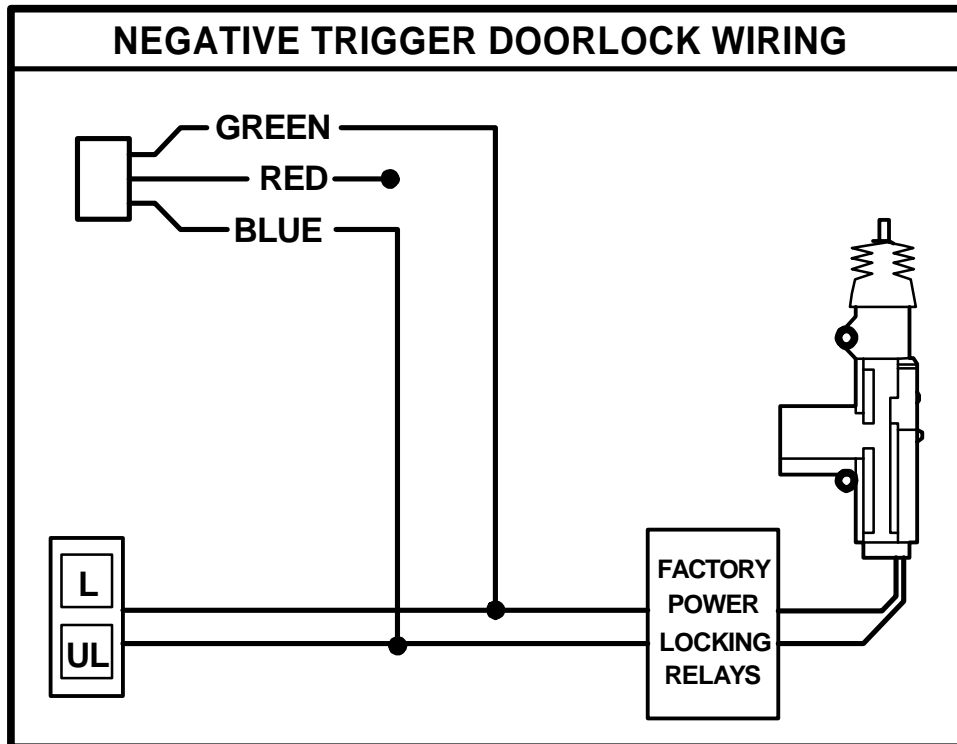 NEGATIVE TRIGGER DOORLOCK WIRING
GREEN
RED
BLUE
L
UL
FACTORY
POWER
LOCKING
RELAYS